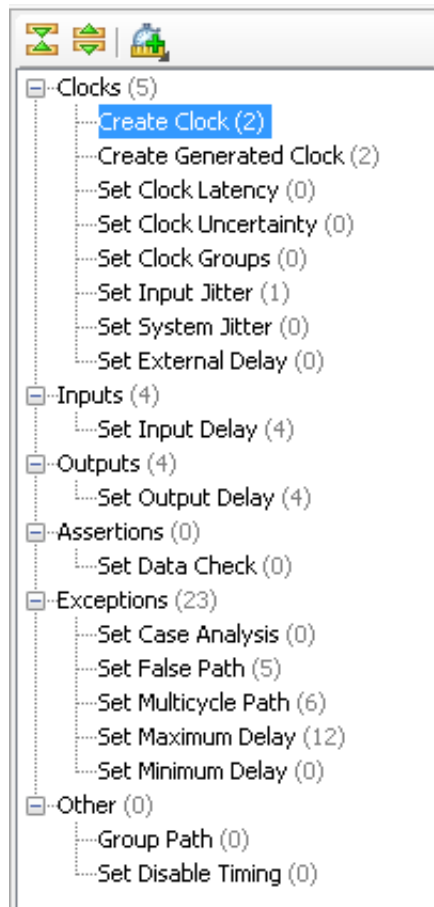 Clocks (5)
Create Clock (2)
Create Generated Clock (2)
Set Clock Latency (0)
Set Clock Uncertainty (0)
Set Clock Groups (0)
Set Input Jitter (1)
Set System Jitter (0)
Set External Delay (0)
Inputs (4)
Set Input Delay (4)
Outputs (4)
Set Output Delay (4)
Assertions (0)
Set Data Check (0)
Exceptions (23)
Set Case Analysis (0)
Set False Path (5)
Set Multicycle Path (6)
Set Maximum Delay (12)
Set Minimum Delay (0)
Other (0)
Group Path (0)
Set Disable Timing (0)